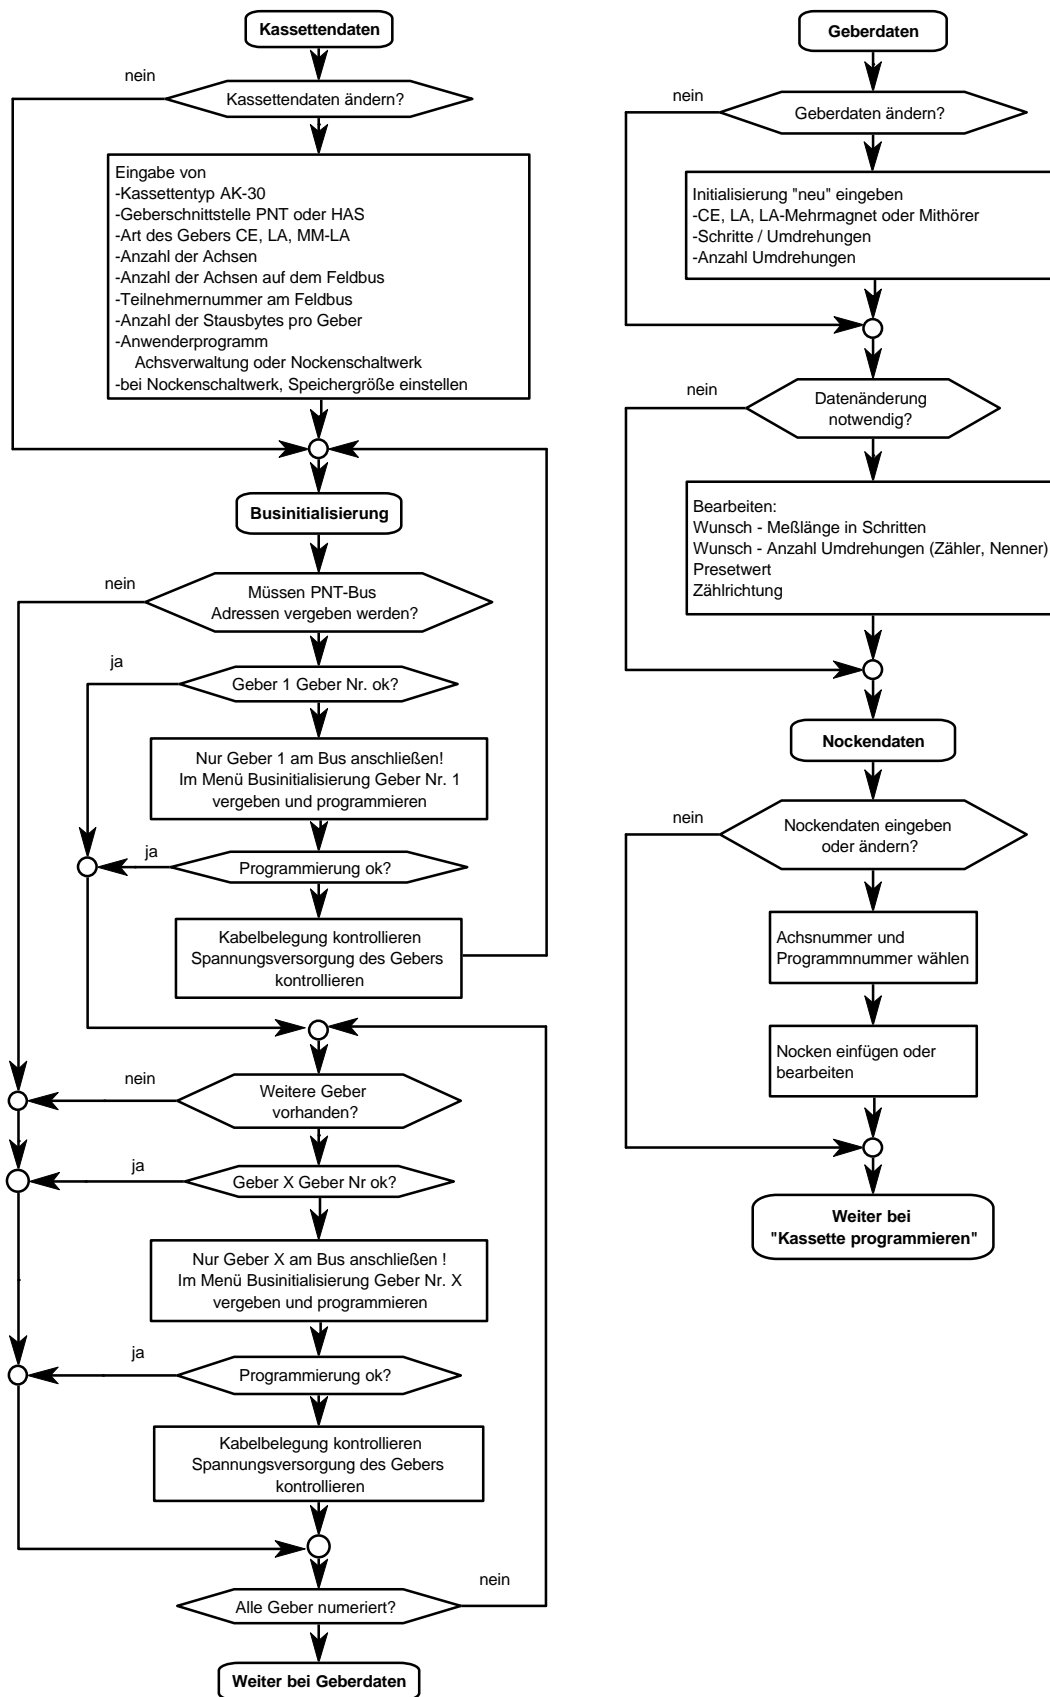 Kassettendaten
nein
Kassettendaten ändern?
Eingabe von
-Kassettentyp AK-30
-Geberschnittstelle PNT oder HAS
-Art des Gebers CE, LA, MM-LA
-Anzahl der Achsen
-Anzahl der Achsen auf dem Feldbus
-Teilnehmernummer am Feldbus
-Anzahl der Stausbytes pro Geber
-Anwenderprogramm
Achsverwaltung oder Nockenschaltwerk
-bei Nockenschaltwerk, Speichergröße einstellen
Businitialisierung
nein
Müssen PNT-Bus
Adressen vergeben werden?
ja
Geber 1 Geber Nr. ok?
Nur Geber 1 am Bus anschließen!
Im Menü Businitialisierung Geber Nr. 1
vergeben und programmieren
ja
Programmierung ok?
Kabelbelegung kontrollieren
Spannungsversorgung des Gebers
kontrollieren
nein
Weitere Geber
vorhanden?
ja
Geber X Geber Nr ok?
Nur Geber X am Bus anschließen !
Im Menü Businitialisierung Geber Nr. X
vergeben und programmieren
ja
Programmierung ok?
Kabelbelegung kontrollieren
Spannungsversorgung des Gebers
kontrollieren
nein
Alle Geber numeriert?
Weiter bei Geberdaten
Geberdaten
nein
Geberdaten ändern?
Initialisierung "neu" eingeben
-CE, LA, LA-Mehrmagnet oder Mithörer
-Schritte / Umdrehungen
-Anzahl Umdrehungen
nein
Datenänderung
notwendig?
Bearbeiten:
Wunsch - Meßlänge in Schritten
Wunsch - Anzahl Umdrehungen (Zähler, Nenner)
Presetwert
Zählrichtung
Nockendaten
nein
Nockendaten eingeben
oder ändern?
Achsnummer und
Programmnummer wählen
Nocken einfügen oder
bearbeiten
Weiter bei
"Kassette programmieren"